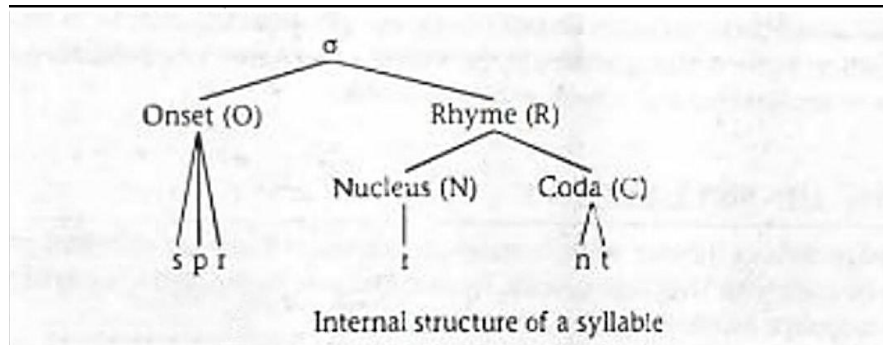 σ
Onset (O) Rhyme (R)
Nucleus (N) Coda (C)
s p r ɪ n t
Internal structure of a syllable